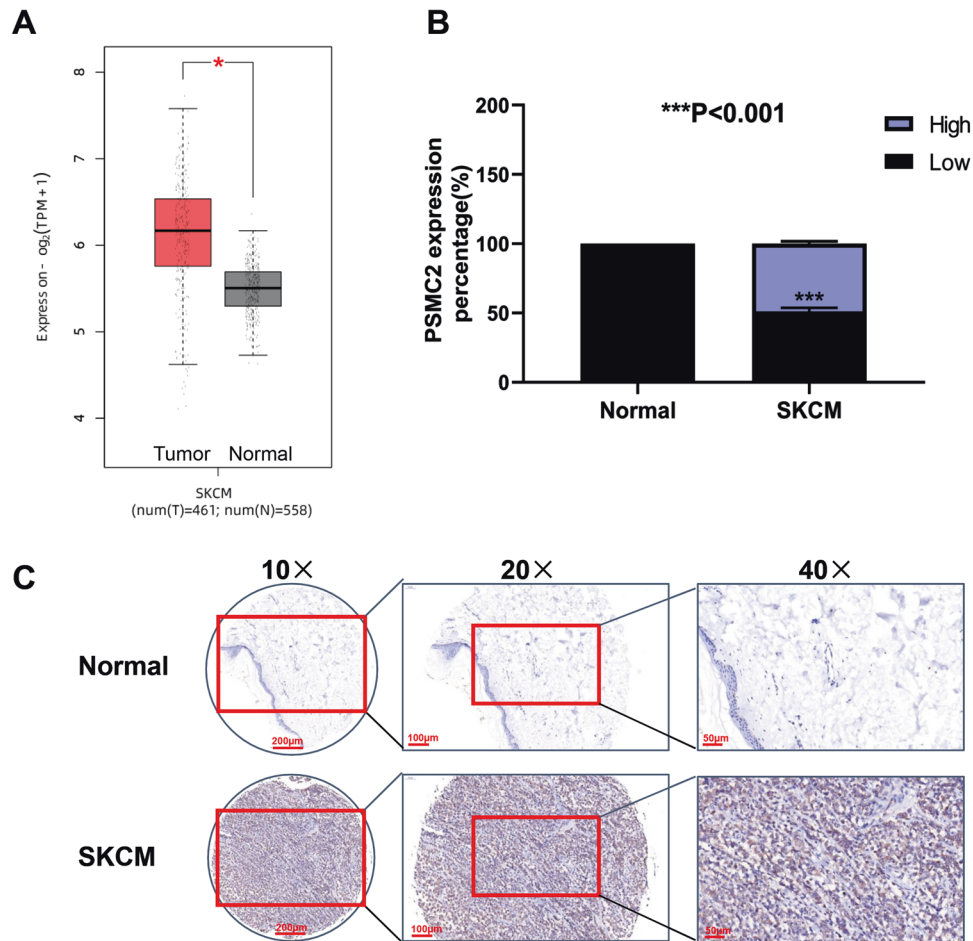 A
8
7
6
5
4
Express on - og₂(TPM + 1)
*
Tumor Normal
SKCM
(num(T)=461; num(N)=558)
B
200
150
100
50
0
PSMC2 expression
percentage(%)
***P<0.001
***
High
Low
Normal
SKCM
C
10× 20× 40×
Normal
200μm
100μm
50μm
SKCM
200μm
100μm
50μm